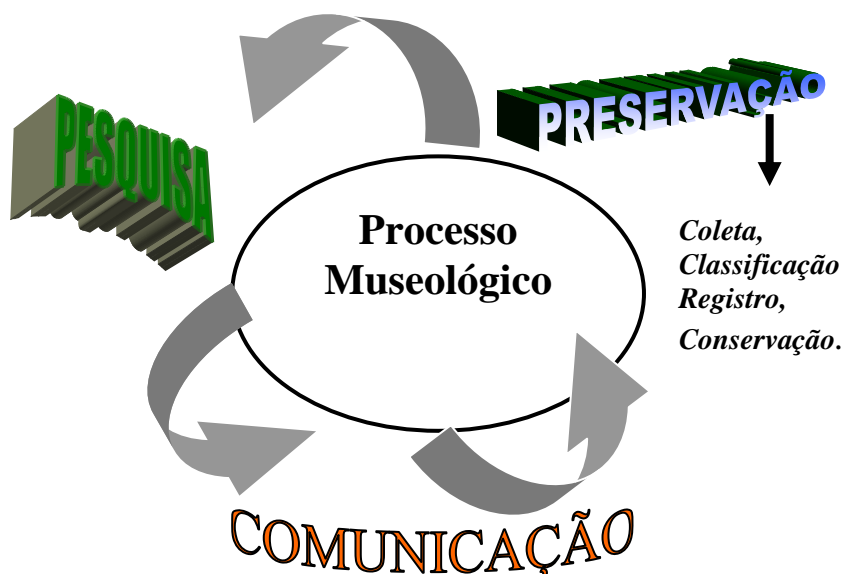 PRESERVAÇÃO
PESQUISA
Processo
Museológico
Coleta,
Classificação
Registro,
Conservação.
COMUNICAÇÃO